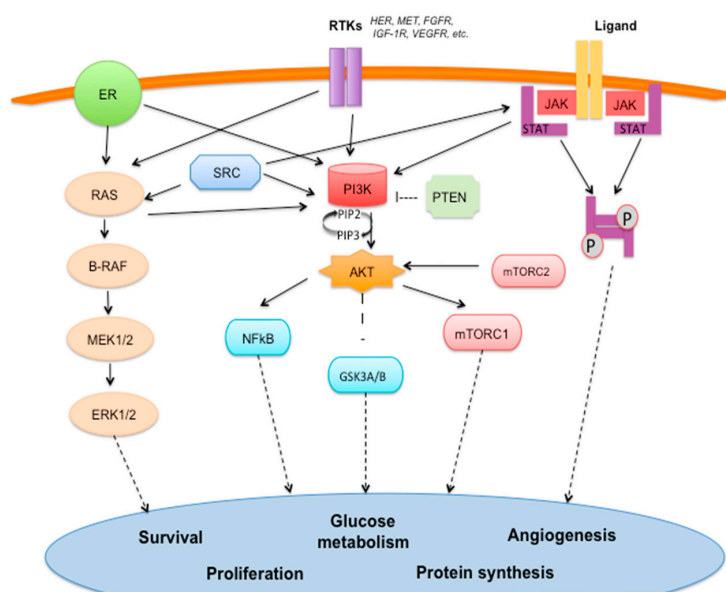 RTKs
HER, MET, FGFR,
IGF-1R, VEGFR, etc.
Ligand
ER
JAK
JAK
STAT
STAT
SRC
RAS
PI3K
PTEN
PIP2
PIP3
P
P
B-RAF
AKT
mTORC2
MEK1/2
NFkB
mTORC1
GSK3A/B
ERK1/2
Survival
Glucose
metabolism
Angiogenesis
Proliferation
Protein synthesis